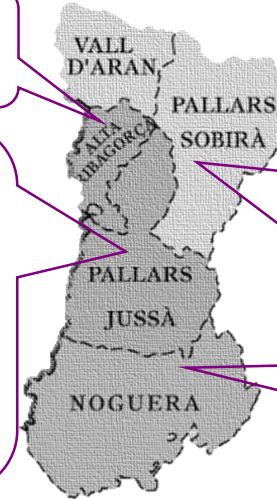 VALL
D'ARAN
PALLARS
SOBIRÀ
ALTA
RIBAGORÇA
PALLARS
JUSSÀ
NOGUERA